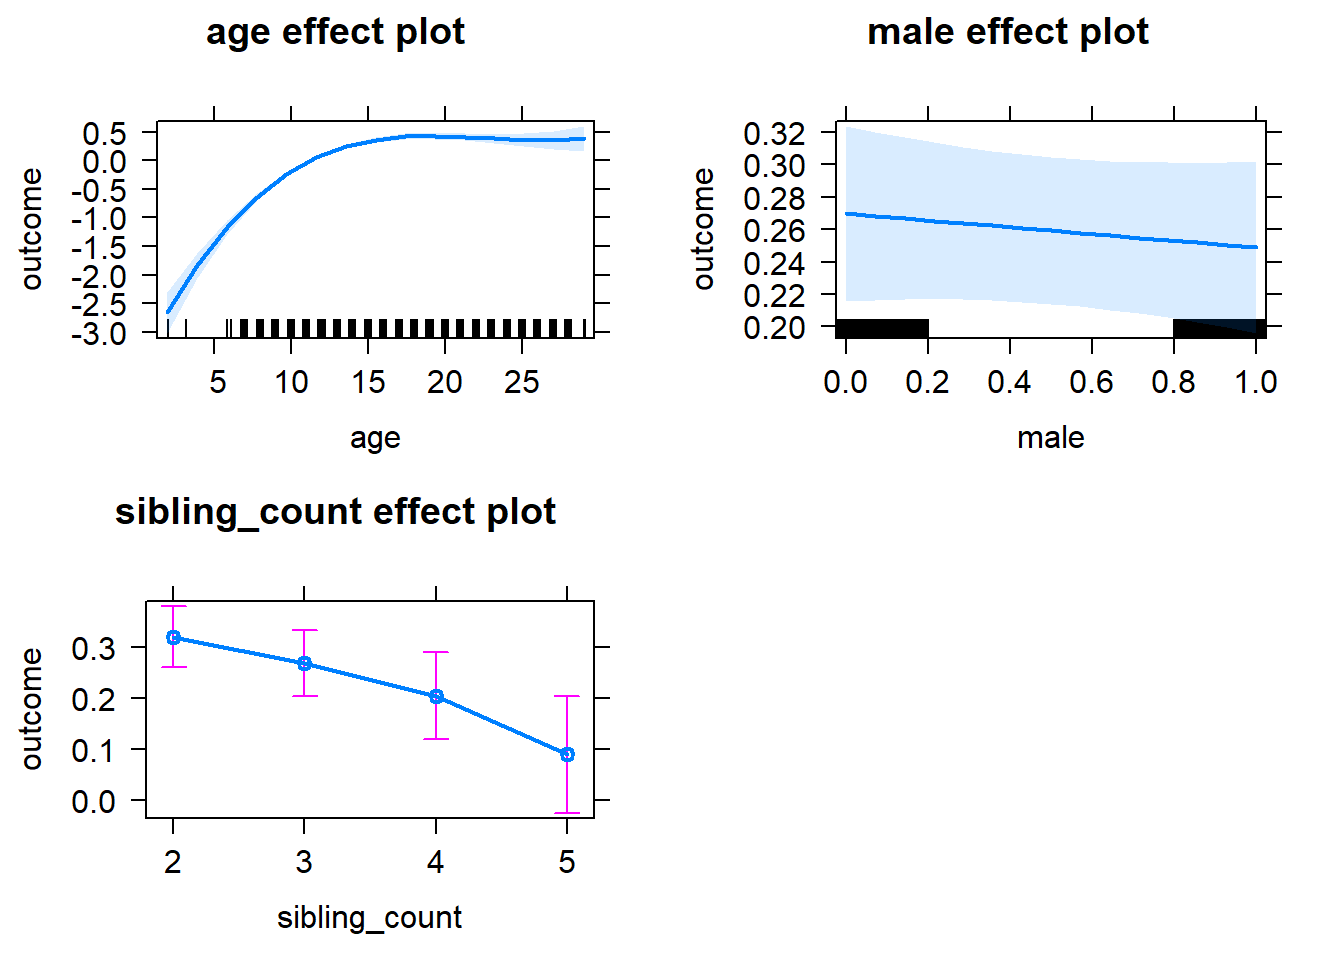 age effect plot
outcome
0.5
0.0
-0.5
-1.0
-1.5
-2.0
-2.5
-3.0
5 10 15 20 25
age
male effect plot
outcome
0.32
0.30
0.28
0.26
0.24
0.22
0.20
0.0 0.2 0.4 0.6 0.8 1.0
male
sibling_count effect plot
outcome
0.3
0.2
0.1
0.0
2 3 4 5
sibling_count